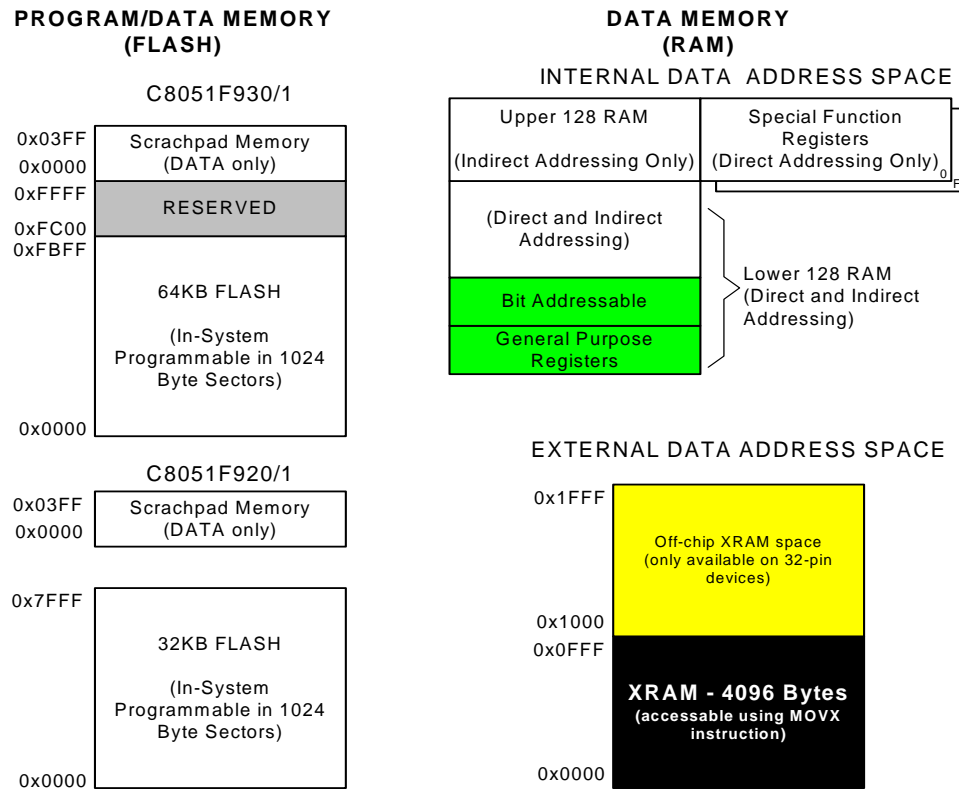 PROGRAM/DATA MEMORY
(FLASH)
C8051F930/1
0x03FF
Scrachpad Memory
(DATA only)
0x0000
0xFFFF
RESERVED
0xFC00
0xFBFF
64KB FLASH
(In-System
Programmable in 1024
Byte Sectors)
0x0000
C8051F920/1
0x03FF
Scrachpad Memory
(DATA only)
0x0000
0x7FFF
32KB FLASH
(In-System
Programmable in 1024
Byte Sectors)
0x0000
DATA MEMORY
(RAM)
INTERNAL DATA ADDRESS SPACE
Upper 128 RAM
(Indirect Addressing Only)
Special Function
Registers
(Direct Addressing Only)
0
F
(Direct and Indirect
Addressing)
Bit Addressable
General Purpose
Registers
Lower 128 RAM
(Direct and Indirect
Addressing)
EXTERNAL DATA ADDRESS SPACE
0x1FFF
Off-chip XRAM space
(only available on 32-pin
devices)
0x1000
0x0FFF
XRAM - 4096 Bytes
(accessable using MOVX
instruction)
0x0000